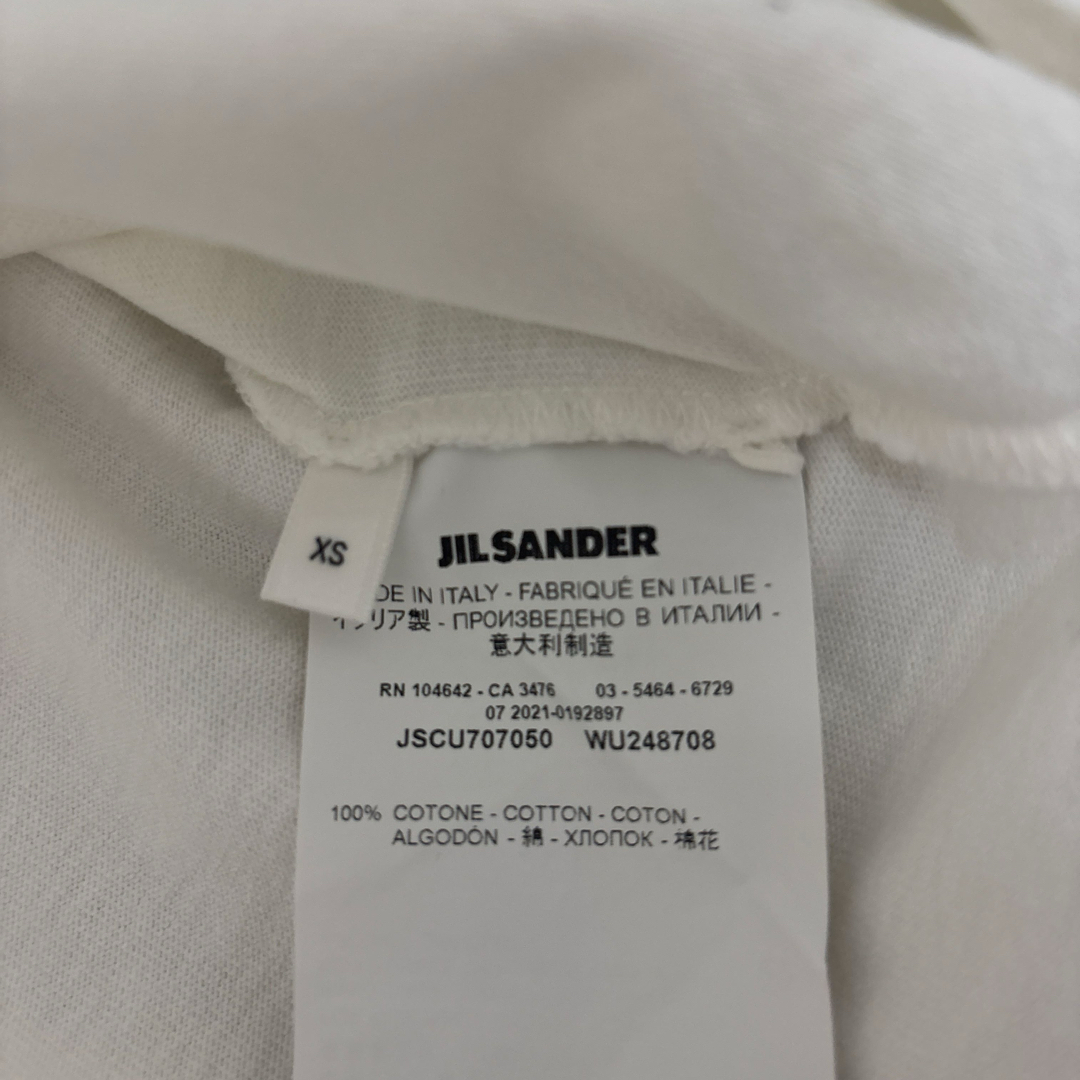 XS
JIL SANDER
DE IN ITALY - FABRIQUÉ EN ITALIE -
リア製 - ПРОИЗВЕДЕНО В ИТАЛИИ -
意大利制造
RN 104642 - CA 3476 03 - 5464 - 6729
07 2021-0192897
JSCU707050 WU248708
100% COTONE - COTTON - COTON -
ALGODÓN - 綿 - ХЛОПОК - 棉花